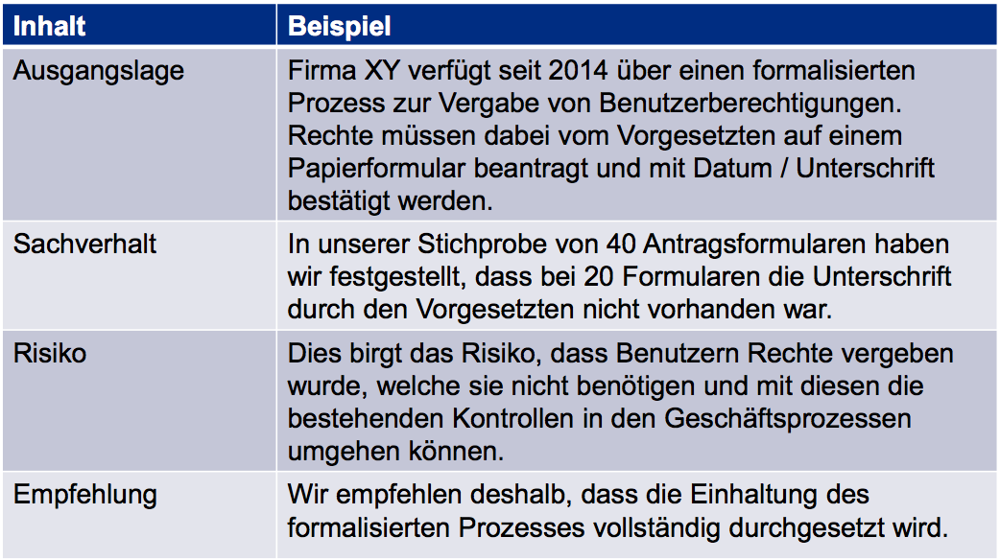 Inhalt Beispiel
Ausgangslage Firma XY verfügt seit 2014 über einen formalisierten
Prozess zur Vergabe von Benutzerberechtigungen.
Rechte müssen dabei vom Vorgesetzten auf einem
Papierformular beantragt und mit Datum / Unterschrift
bestätigt werden.
Sachverhalt In unserer Stichprobe von 40 Antragsformularen haben
wir festgestellt, dass bei 20 Formularen die Unterschrift
durch den Vorgesetzten nicht vorhanden war.
Risiko Dies birgt das Risiko, dass Benutzern Rechte vergeben
wurde, welche sie nicht benötigen und mit diesen die
bestehenden Kontrollen in den Geschäftsprozessen
umgehen können.
Empfehlung Wir empfehlen deshalb, dass die Einhaltung des
formalisierten Prozesses vollständig durchgesetzt wird.